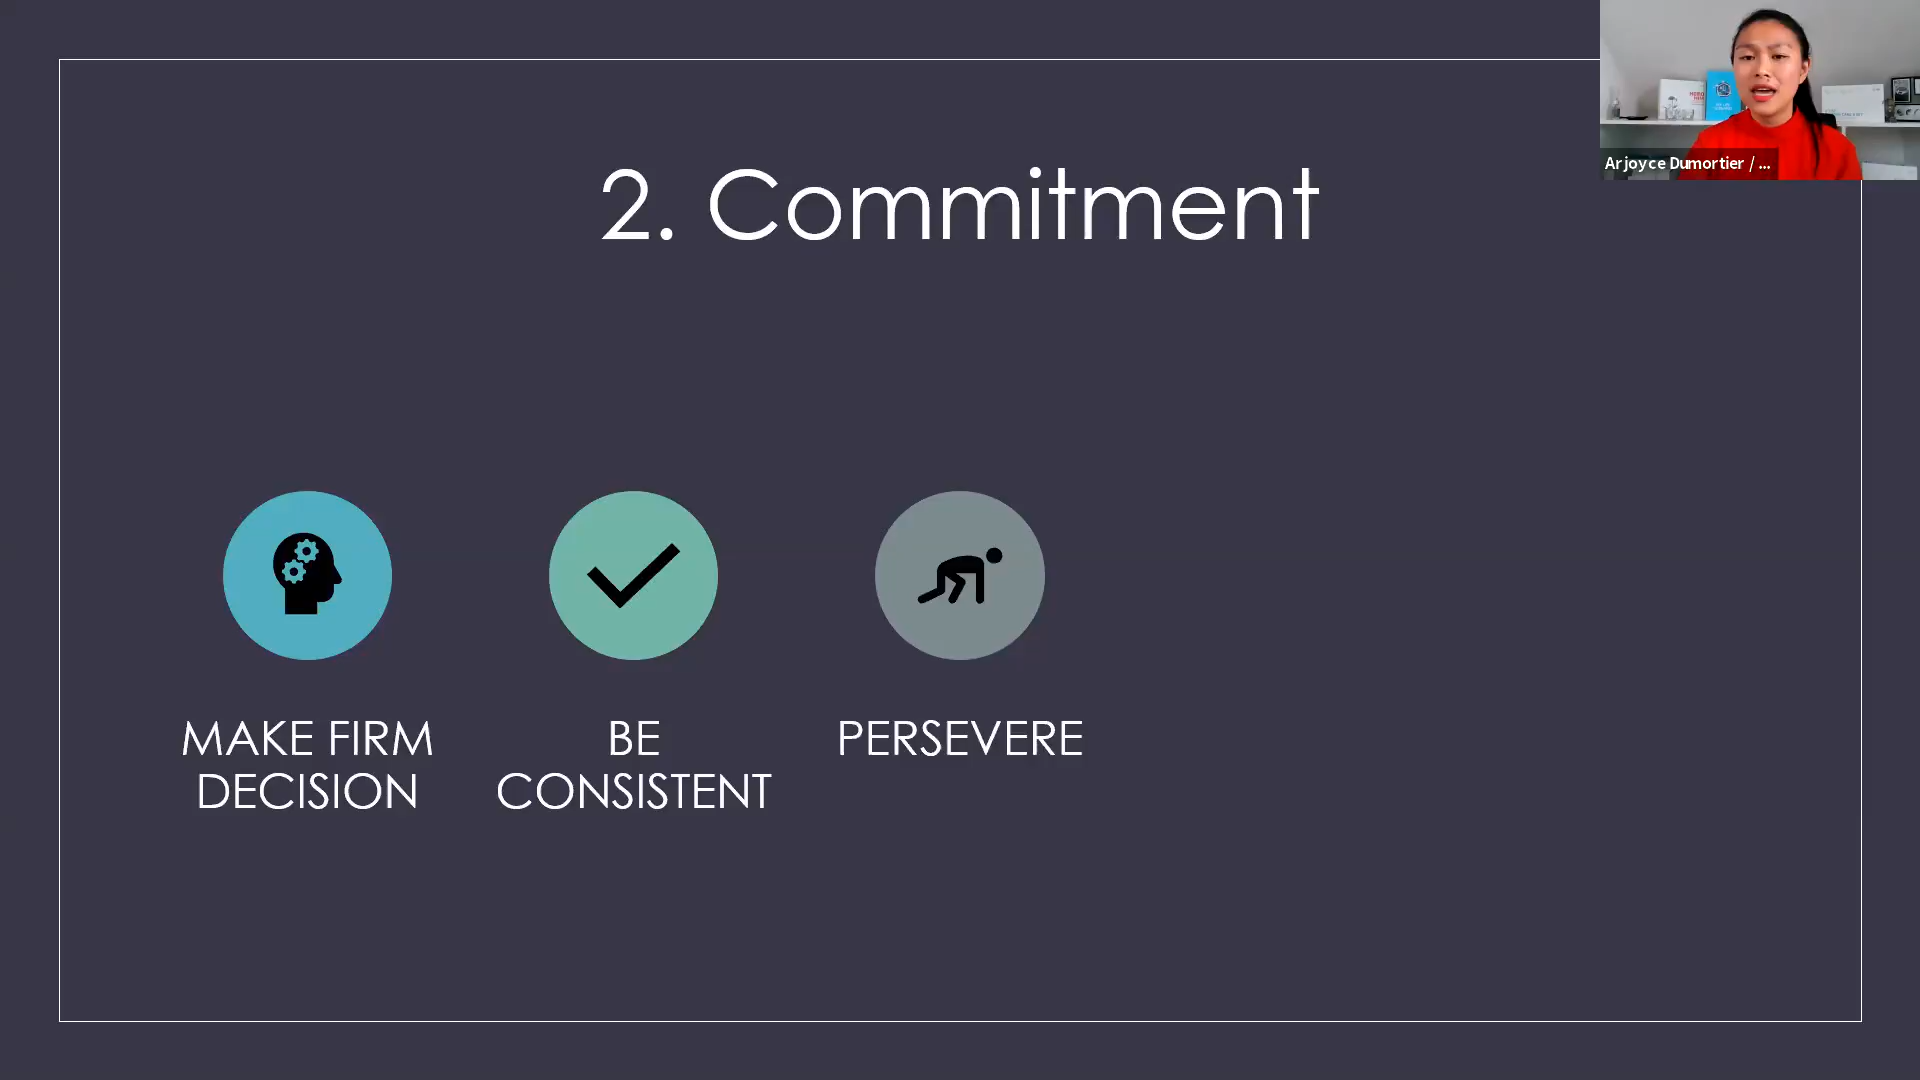 2. Commitment
Arjoyce Dumortier / ...
MAKE FIRM
DECISION
BE
CONSISTENT
PERSEVERE